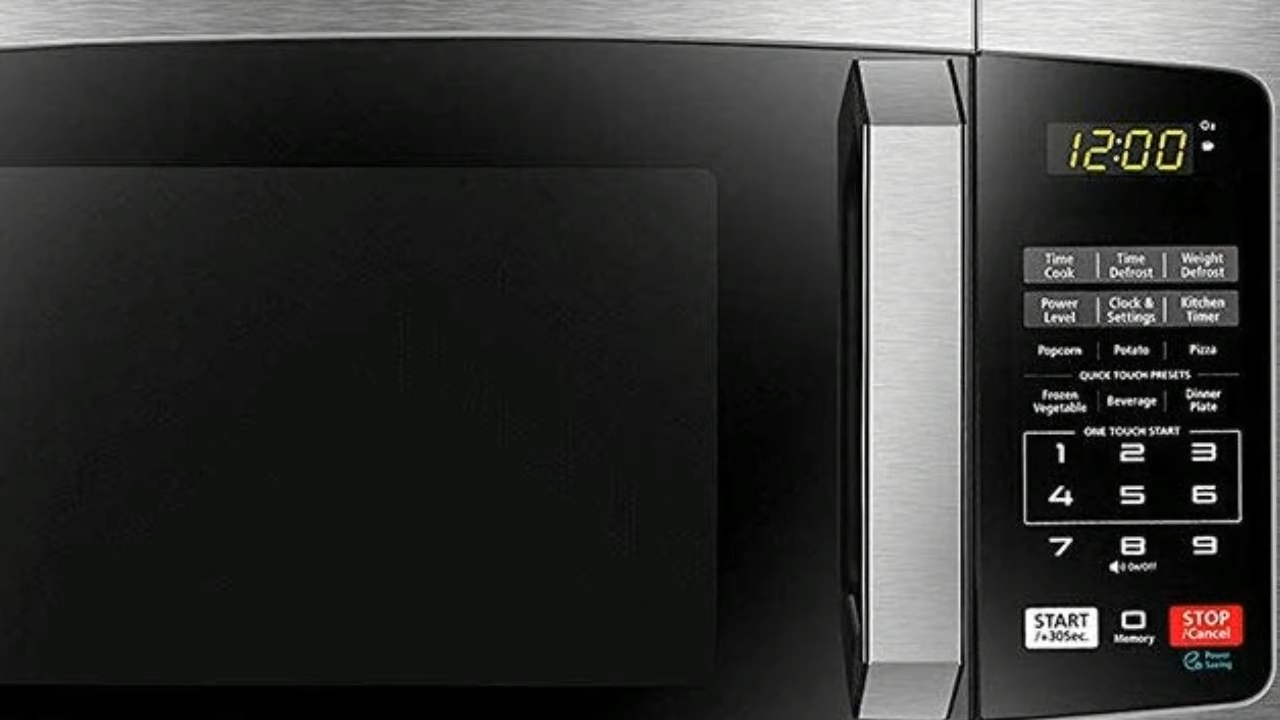 12:00
Time Cook Time Defrost Weight Defrost
Power Level Clock & Settings Kitchen Timer
Popcorn Potato Pizza
QUICK TOUCH PRESETS
Frozen Vegetable Beverage Dinner Plate
ONE TOUCH START
1 2 3
4 5 6
7 8 9
On/Off
START /+30Sec. 0 Memory STOP /Cancel
Power Saving